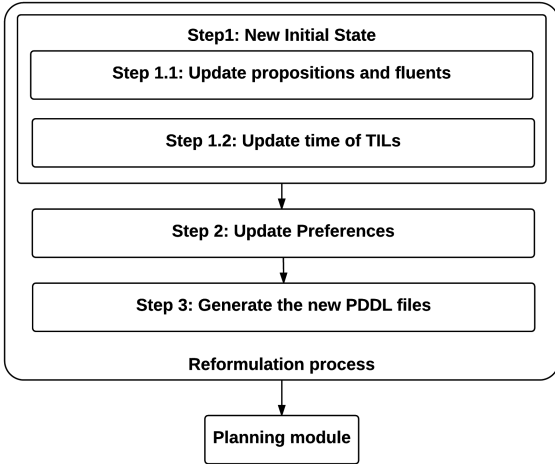 Step1: New Initial State
Step 1.1: Update propositions and fluents
Step 1.2: Update time of TILs
Step 2: Update Preferences
Step 3: Generate the new PDDL files
Reformulation process
Planning module